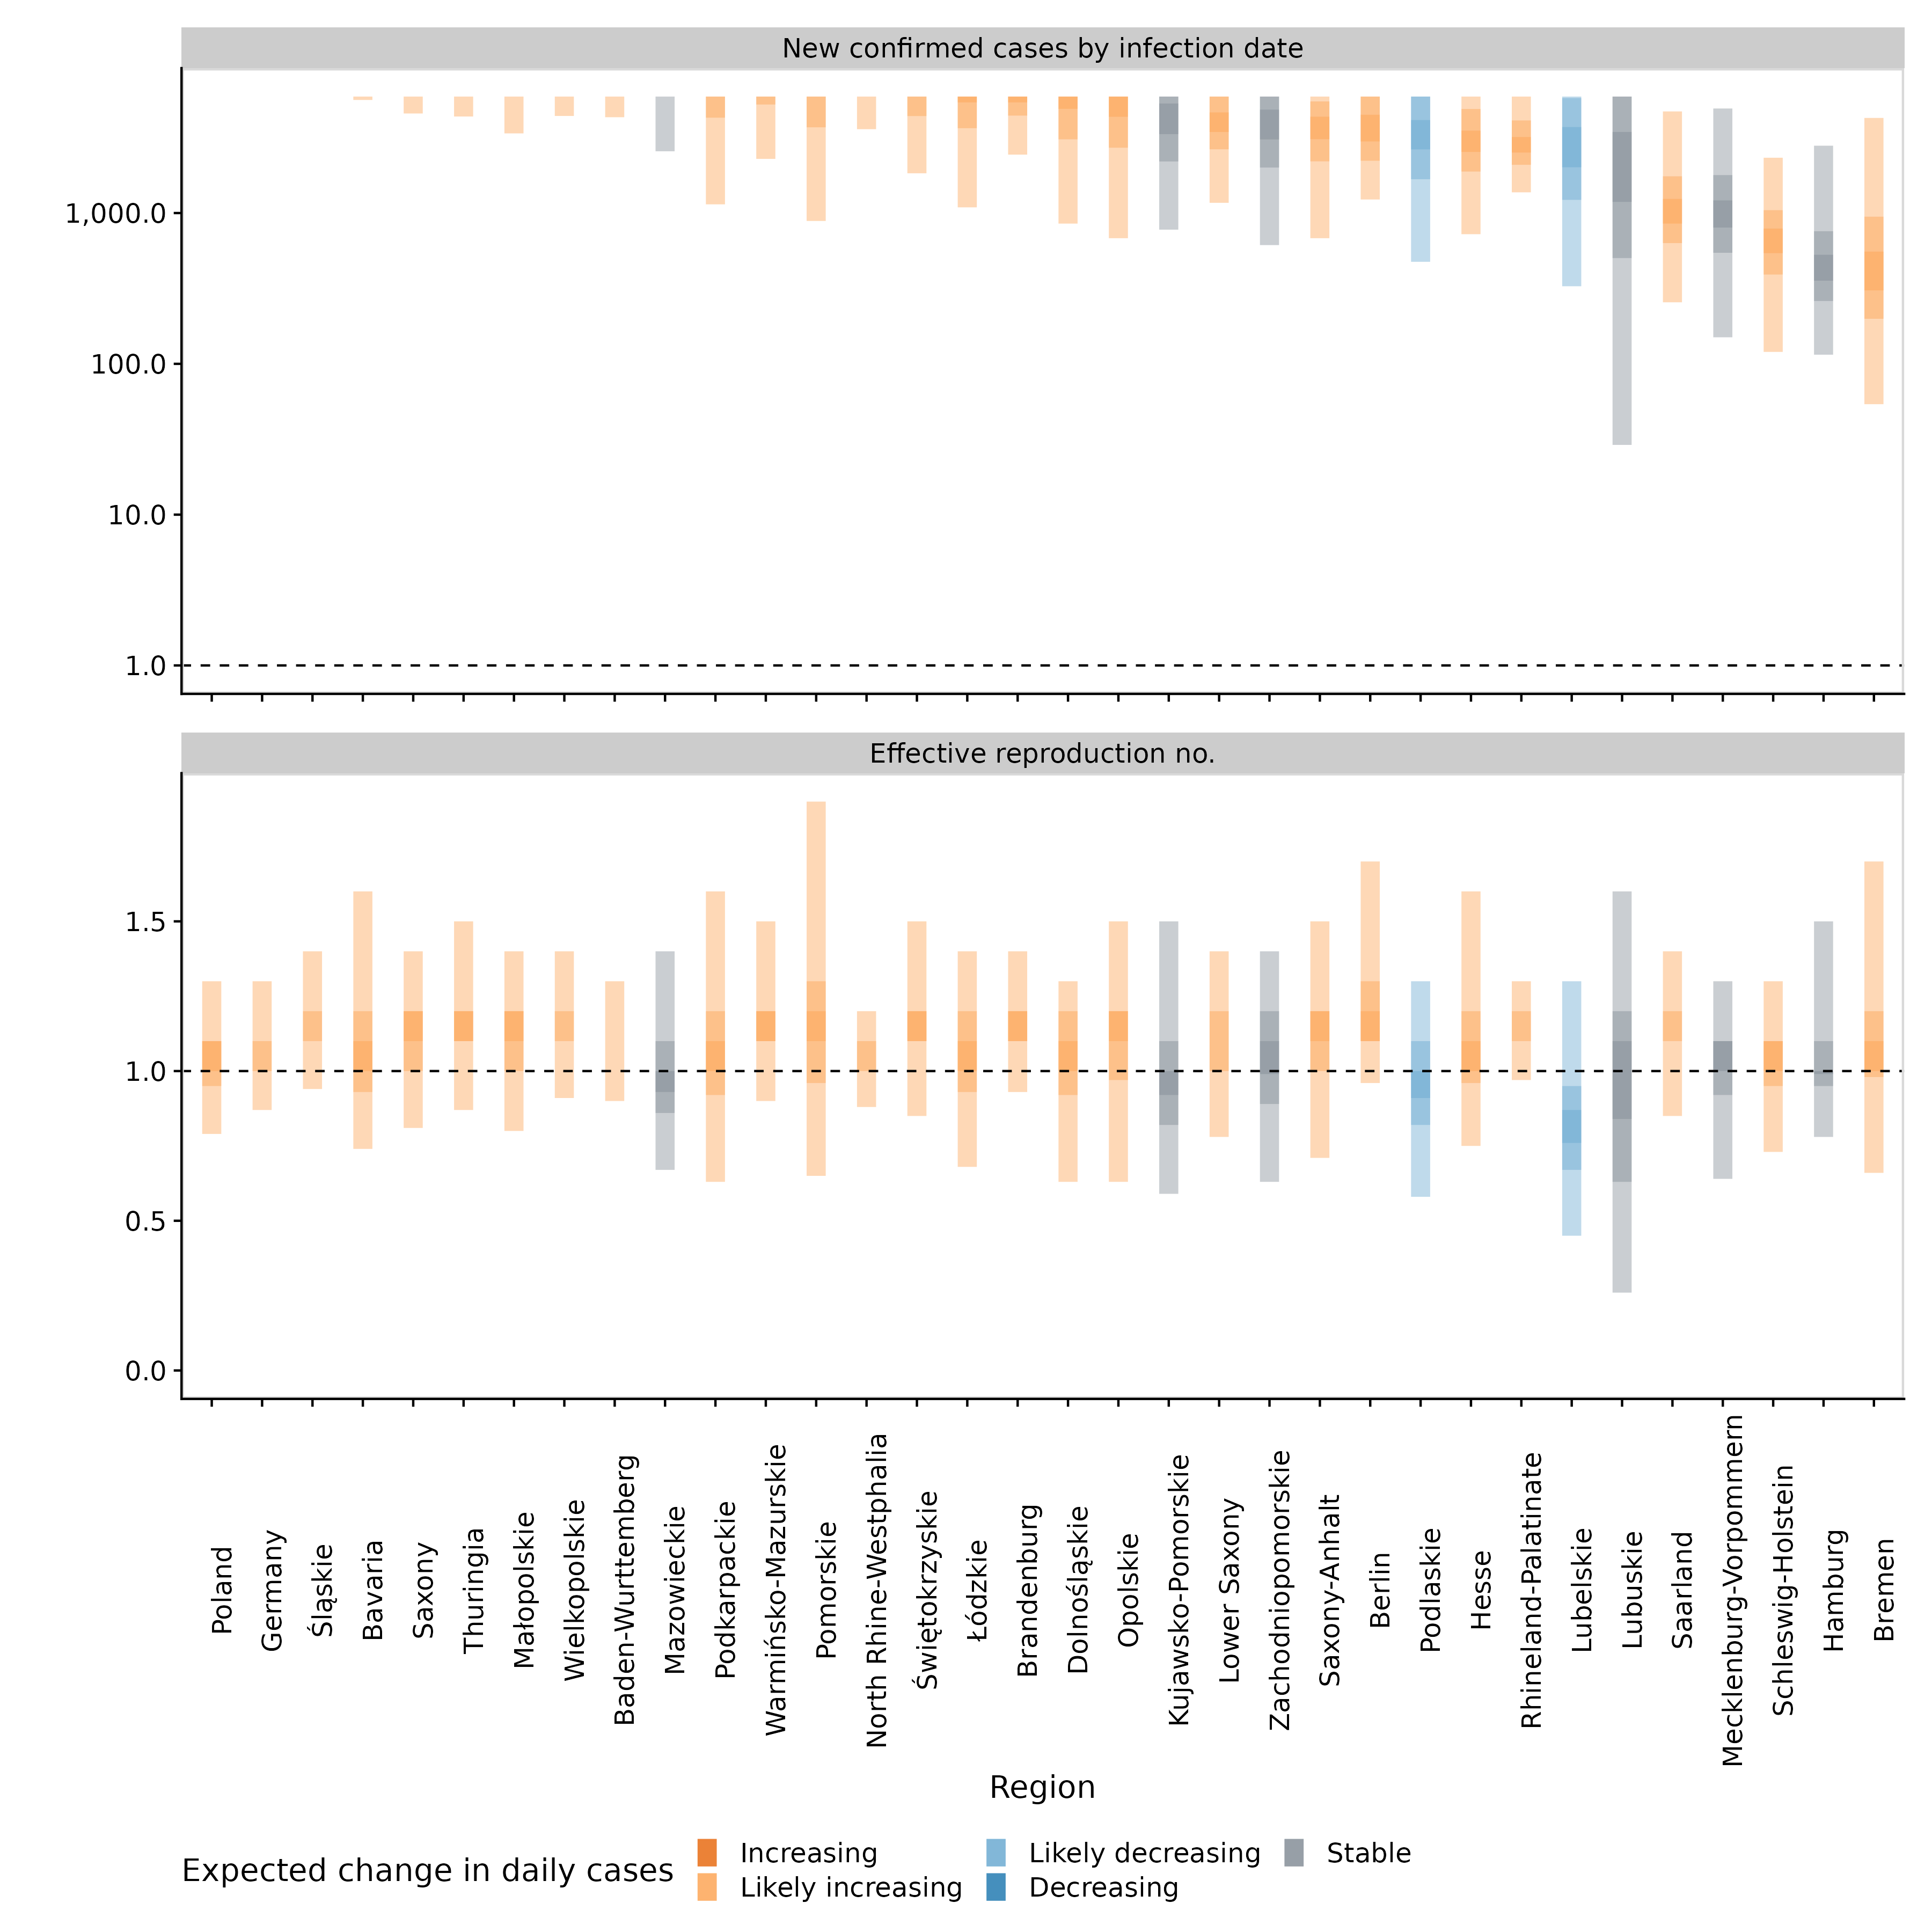 New confirmed cases by infection date
1,000.0
100.0
10.0
1.0
Effective reproduction no.
1.5
1.0
0.5
0.0
Poland
Germany
Śląskie
Bavaria
Saxony
Thuringia
Małopolskie
Wielkopolskie
Baden-Wurttemberg
Mazowieckie
Podkarpackie
Warmińsko-Mazurskie
Pomorskie
North Rhine-Westphalia
Świętokrzyskie
Łódzkie
Brandenburg
Dolnośląskie
Opolskie
Kujawsko-Pomorskie
Lower Saxony
Zachodniopomorskie
Saxony-Anhalt
Berlin
Podlaskie
Hesse
Rhineland-Palatinate
Lubelskie
Lubuskie
Saarland
Mecklenburg-Vorpommern
Schleswig-Holstein
Hamburg
Bremen
Region
Expected change in daily cases
Increasing
Likely increasing
Likely decreasing
Decreasing
Stable